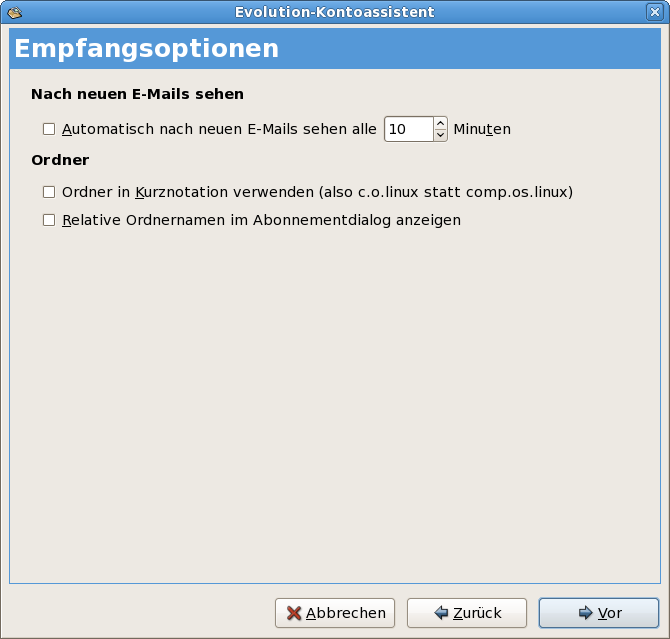 Evolution-Kontoassistent
Empfangsoptionen
Nach neuen E-Mails sehen
Automatisch nach neuen E-Mails sehen alle 10 Minuten
Ordner
Ordner in Kurznotation verwenden (also c.o.linux statt comp.os.linux)
Relative Ordnernamen im Abonnementdialog anzeigen
Abbrechen Zurück Vor